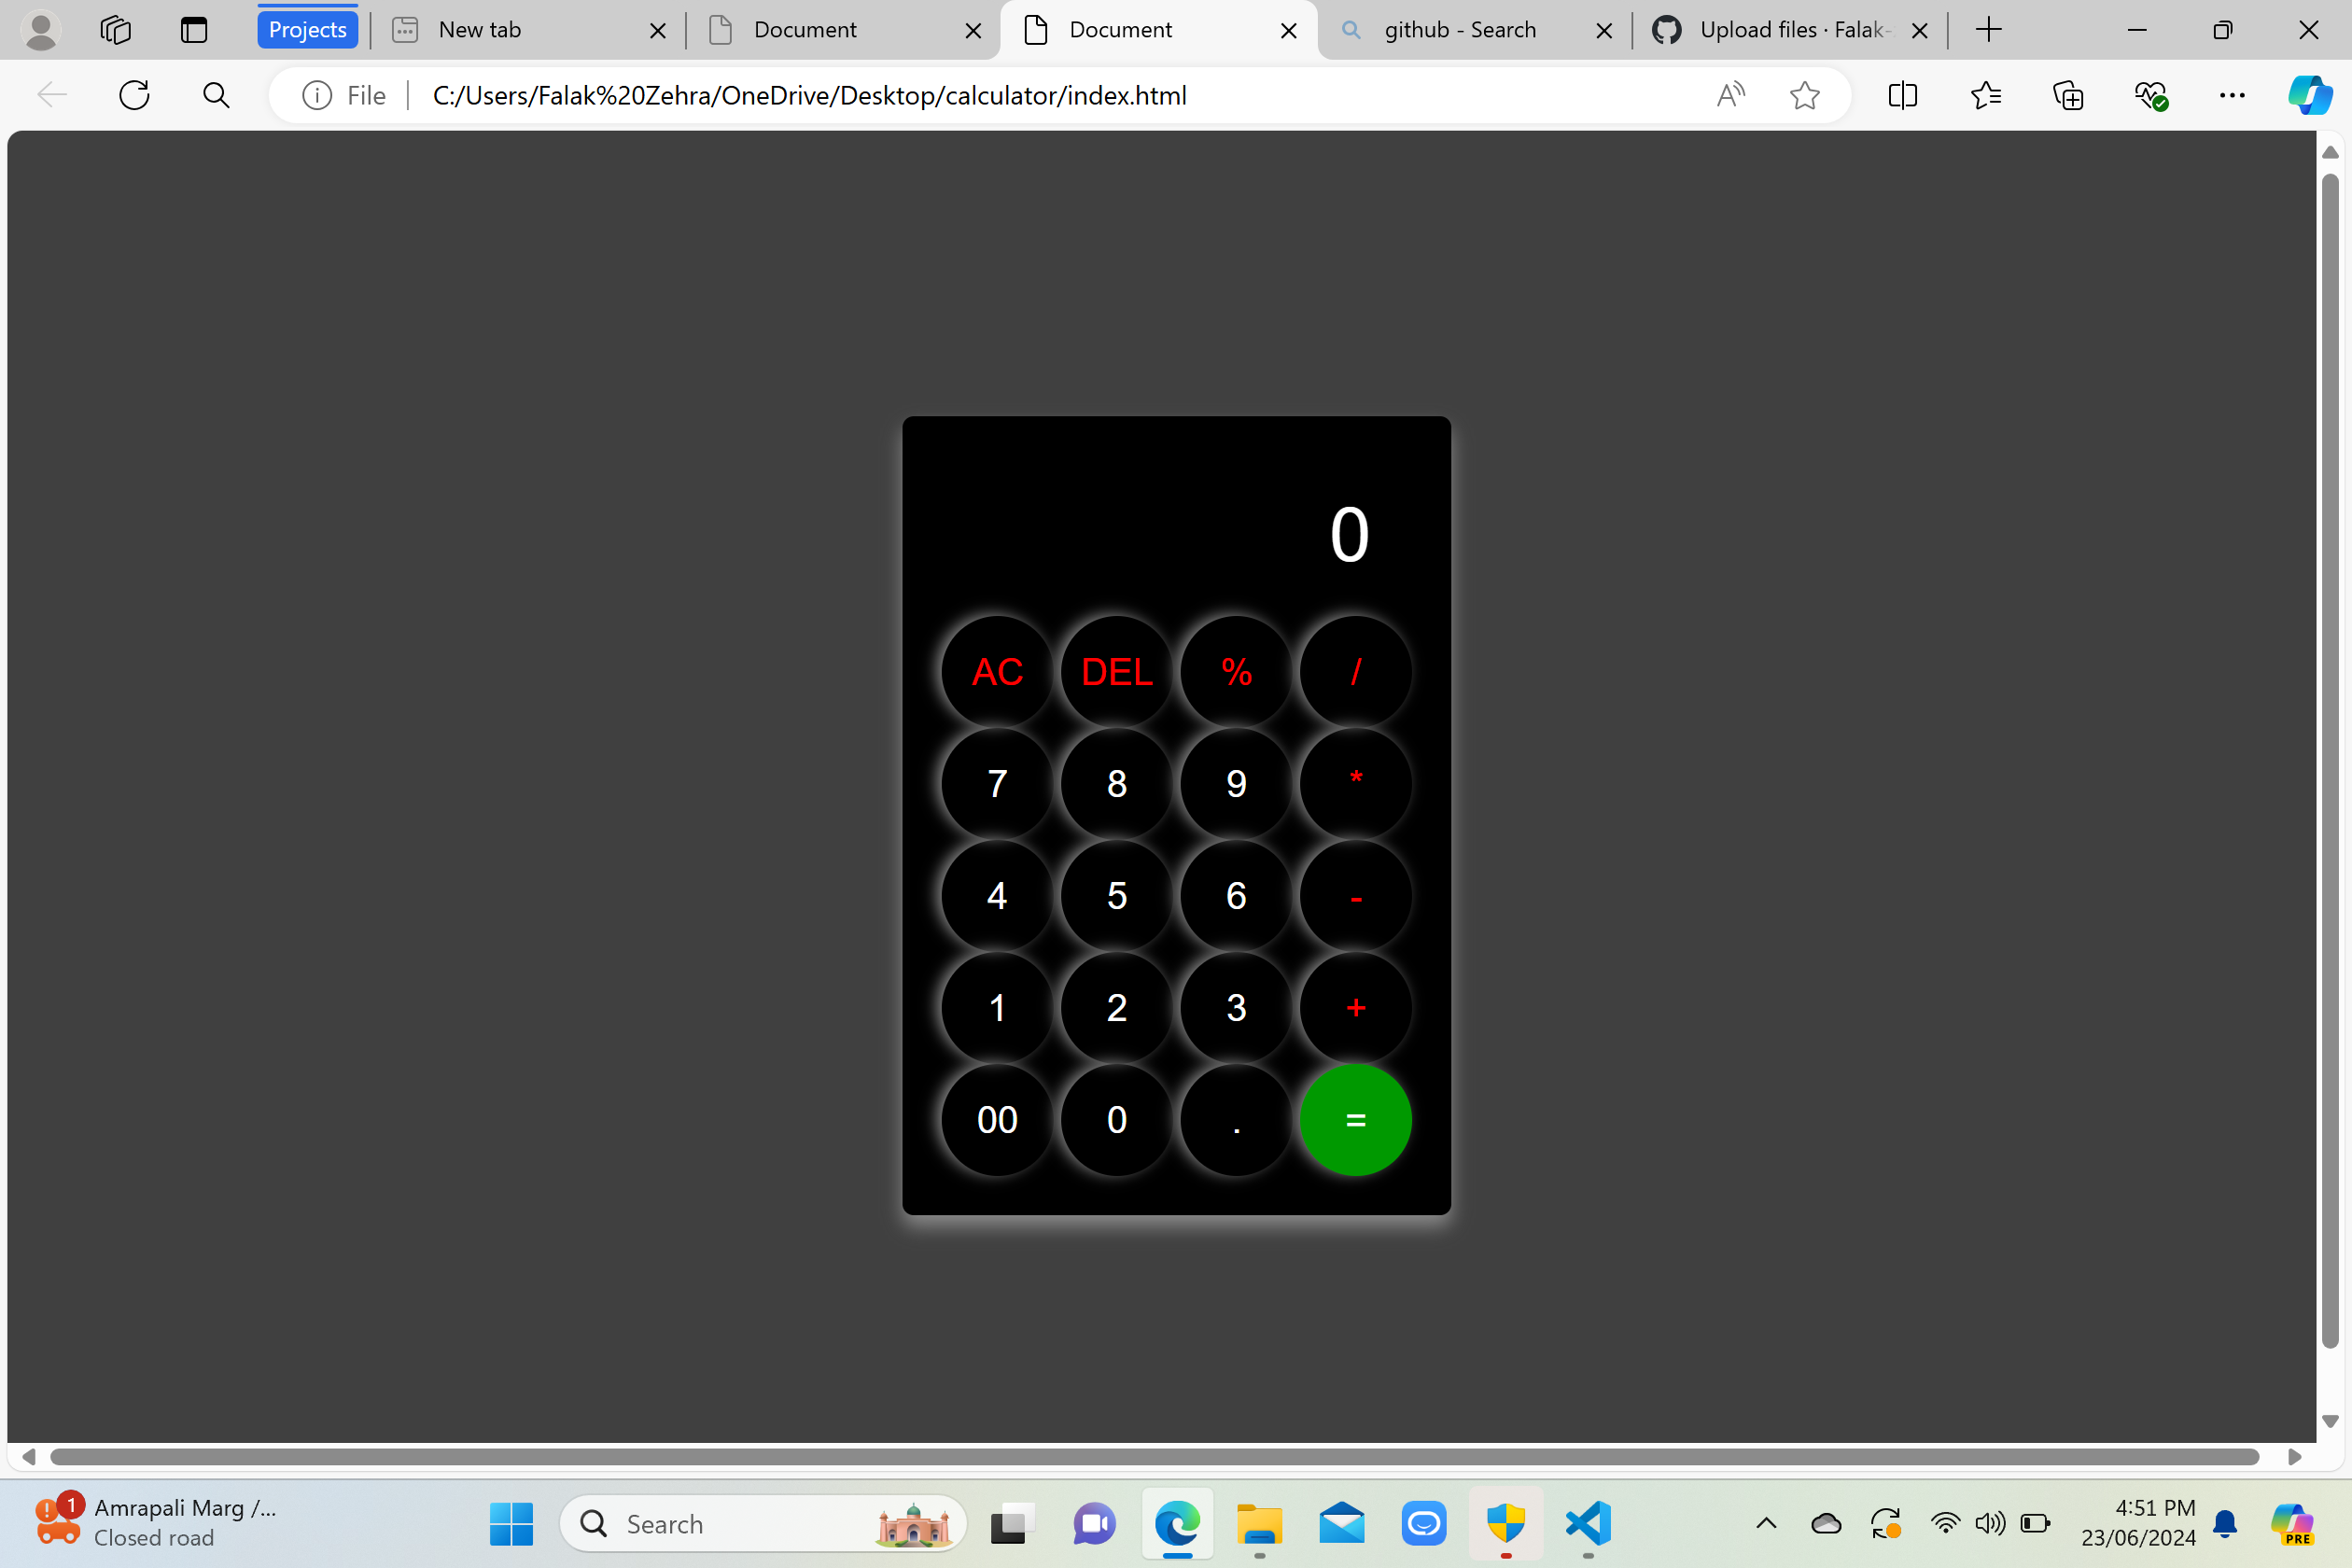 Projects
New tab
Document
Document
github - Search
Upload files · Falak-
File
C:/Users/Falak%20Zehra/OneDrive/Desktop/calculator/index.html
0
AC DEL % /
7 8 9 *
4 5 6 -
1 2 3 +
00 0 . =
1
Amrapali Marg /...
Closed road
Search
4:51 PM
23/06/2024
PRE